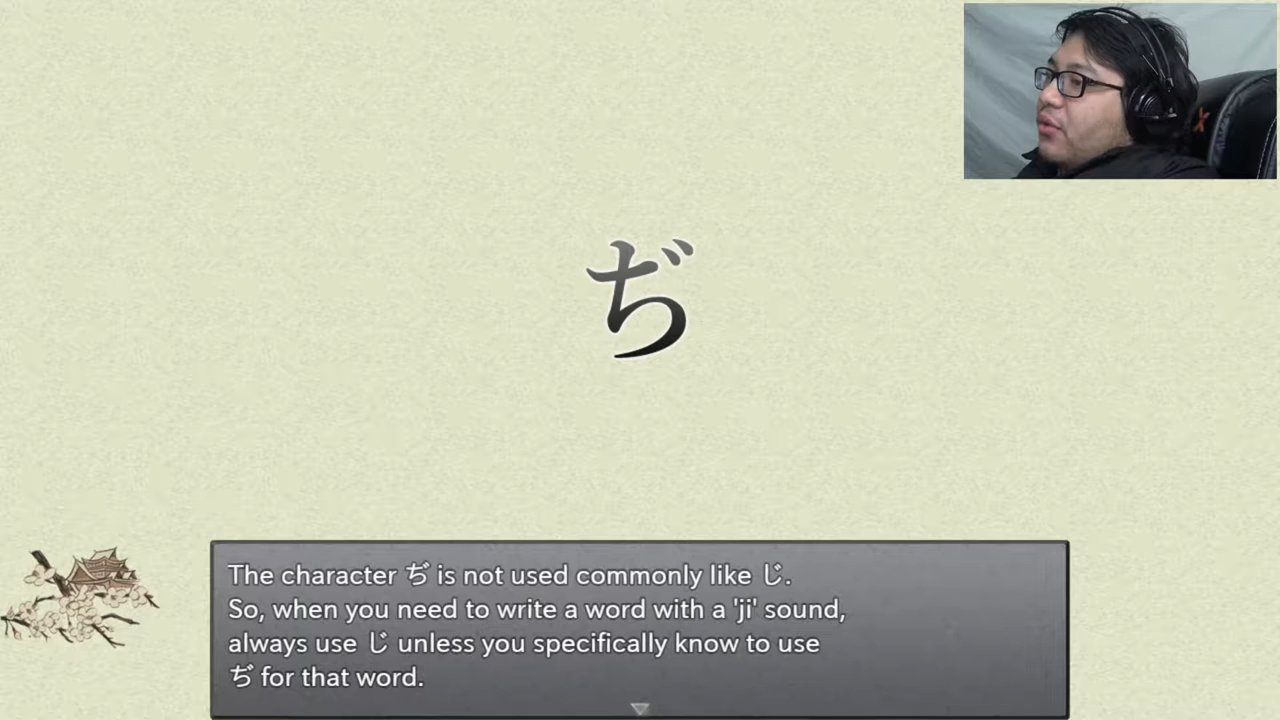 ぢ
The character ぢ is not used commonly like じ.
So, when you need to write a word with a 'ji' sound,
always use じ unless you specifically know to use
ぢ for that word.